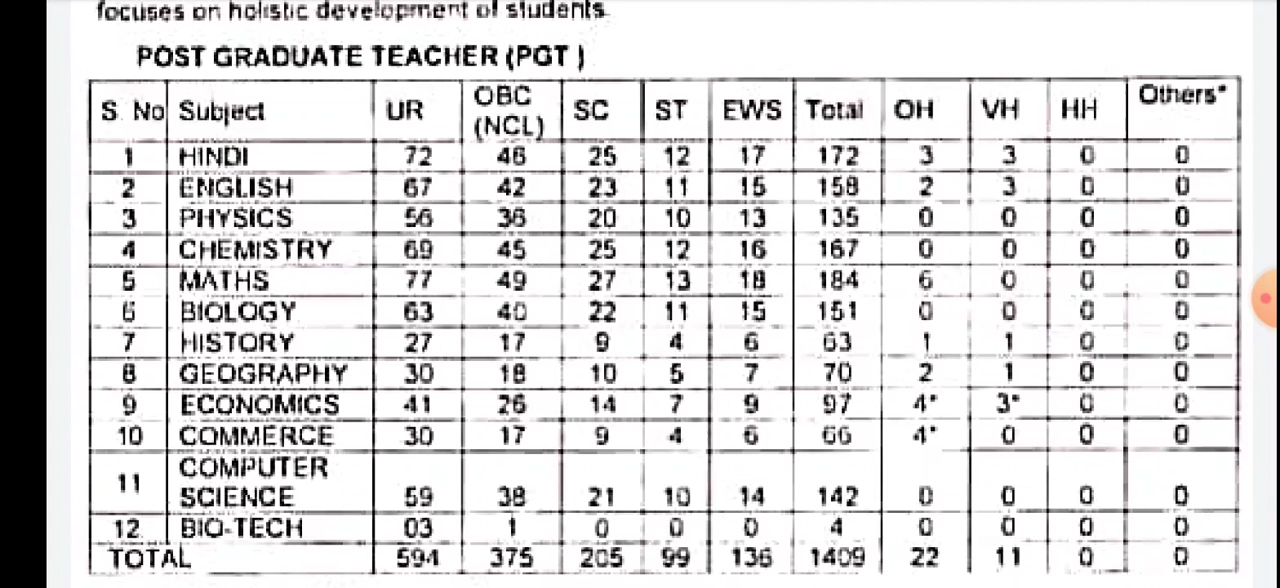 focuses on holistic development of students.
POST GRADUATE TEACHER (PGT )
S. No Subject UR OBC (NCL) SC ST EWS Total OH VH HH Others*
1 HINDI 72 46 25 12 17 172 3 3 0 0
2 ENGLISH 67 42 23 11 15 158 2 3 0 0
3 PHYSICS 56 36 20 10 13 135 0 0 0 0
4 CHEMISTRY 69 45 25 12 16 167 0 0 0 0
5 MATHS 77 49 27 13 18 184 6 0 0 0
6 BIOLOGY 63 40 22 11 15 151 0 0 0 0
7 HISTORY 27 17 9 4 6 63 1 1 0 0
8 GEOGRAPHY 30 18 10 5 7 70 2 1 0 0
9 ECONOMICS 41 26 14 7 9 97 4* 3* 0 0
10 COMMERCE 30 17 9 4 6 66 4* 0 0 0
11 COMPUTER SCIENCE 59 38 21 10 14 142 0 0 0 0
12. BIO-TECH 03 1 0 0 0 4 0 0 0 0
TOTAL 594 375 205 99 136 1409 22 11 0 0